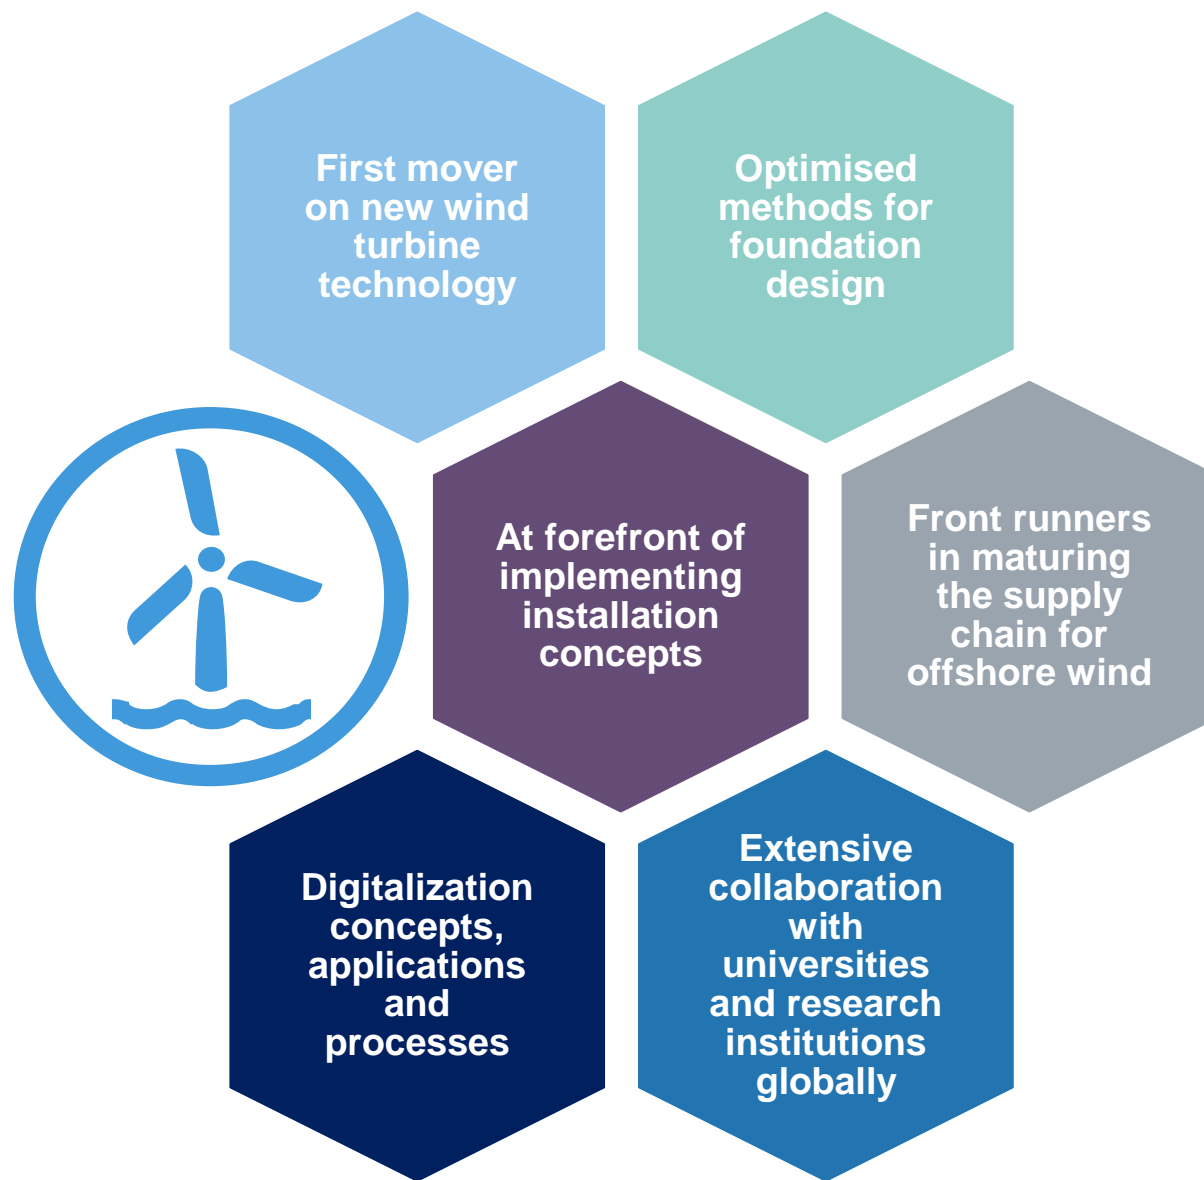 First mover
on new wind
turbine
technology
Optimised
methods for
foundation
design
At forefront of
implementing
installation
concepts
Front runners
in maturing
the supply
chain for
offshore wind
Digitalization
concepts,
applications
and
processes
Extensive
collaboration
with
universities
and research
institutions
globally